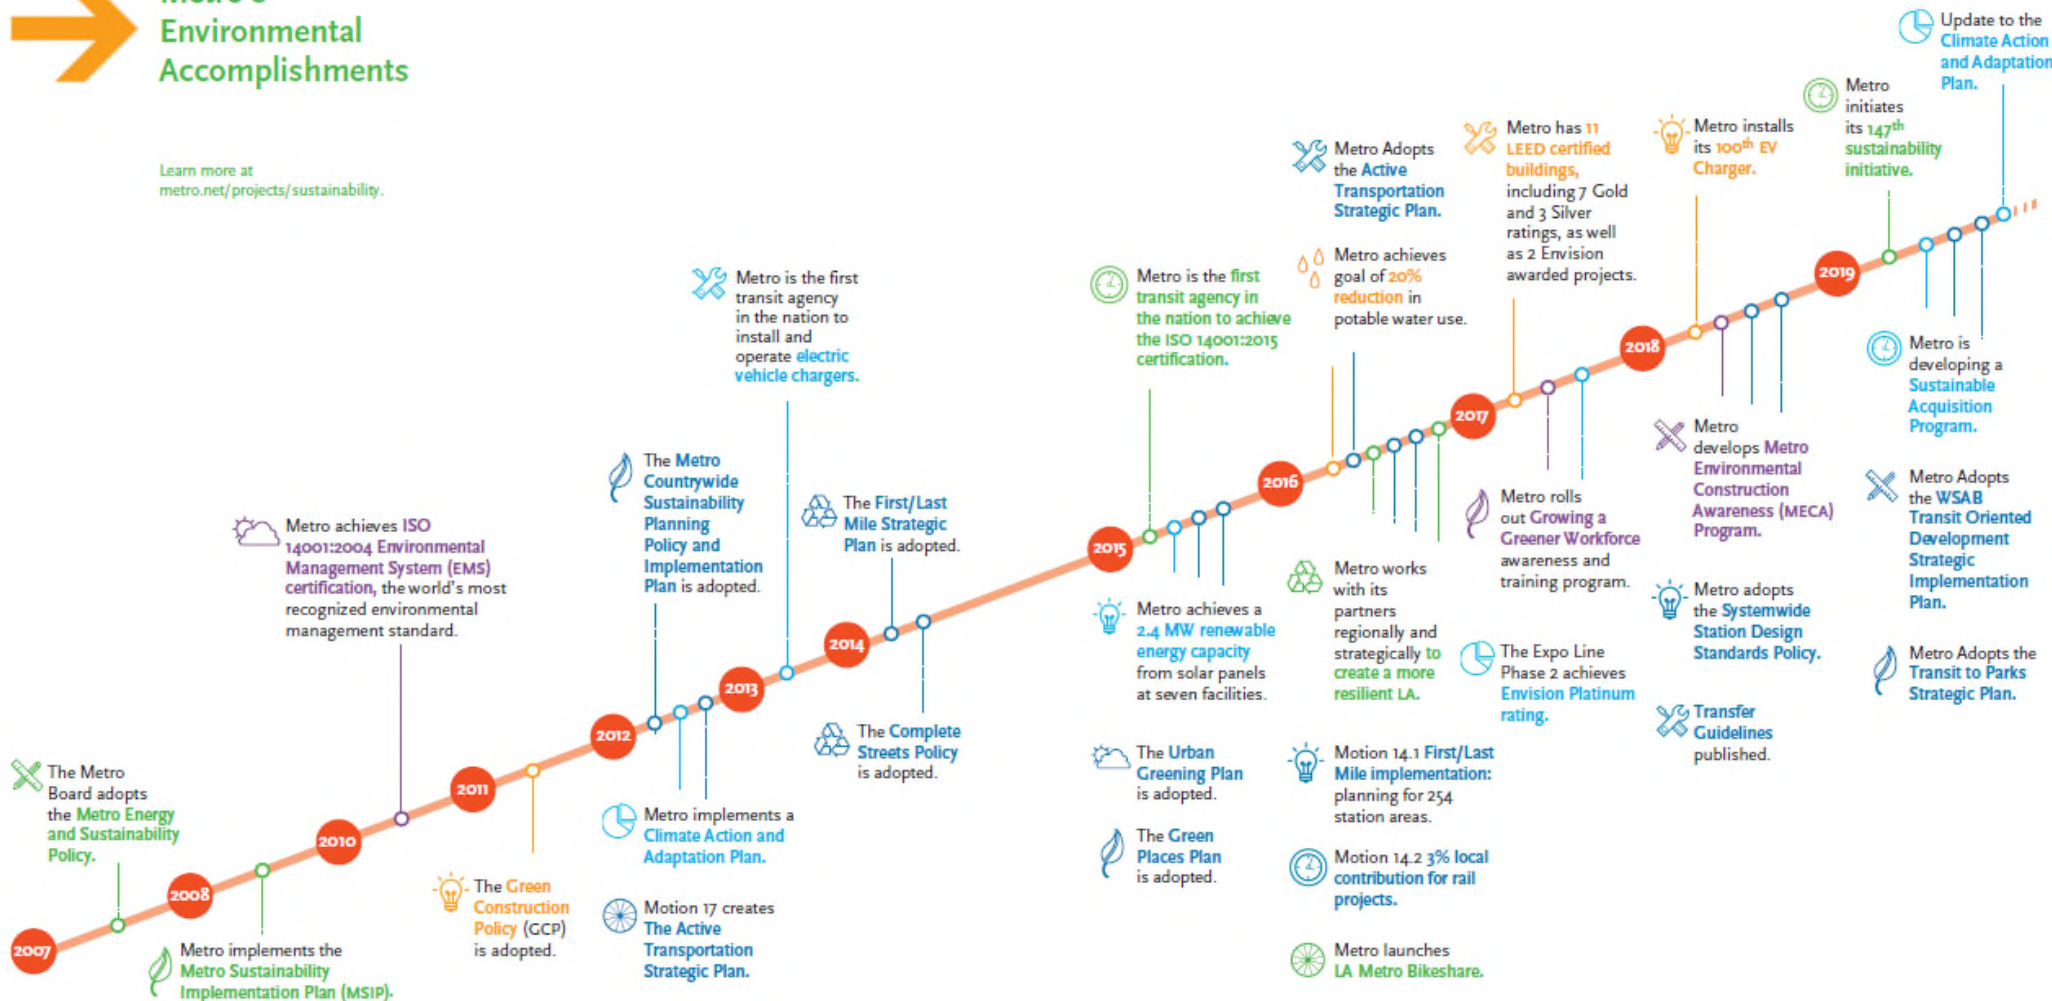 Metro's
Environmental
Accomplishments
Learn more at
metro.net/projects/sustainability.
2007
The Metro
Board adopts
the Metro Energy
and Sustainability
Policy.
2008
Metro implements the
Metro Sustainability
Implementation Plan (MSIP).
2010
Metro achieves ISO
14001:2004 Environmental
Management System (EMS)
certification, the world's most
recognized environmental
management standard.
2011
The Green
Construction
Policy (GCP)
is adopted.
2012
The Metro
Countrywide
Sustainability
Planning
Policy and
Implementation
Plan is adopted.
Metro implements a
Climate Action and
Adaptation Plan.
Motion 17 creates
The Active
Transportation
Strategic Plan.
2013
Metro is the first
transit agency
in the nation to
install and
operate electric
vehicle chargers.
2014
The First/Last
Mile Strategic
Plan is adopted.
The Complete
Streets Policy
is adopted.
2015
Metro is the first
transit agency in
the nation to achieve
the ISO 14001:2015
certification.
Metro achieves a
2.4 MW renewable
energy capacity
from solar panels
at seven facilities.
The Urban
Greening Plan
is adopted.
The Green
Places Plan
is adopted.
2016
Metro Adopts
the Active
Transportation
Strategic Plan.
Metro achieves
goal of 20%
reduction in
potable water use.
Metro works
with its
partners
regionally and
strategically to
create a more
resilient LA.
Motion 14.1 First/Last
Mile implementation:
planning for 254
station areas.
Motion 14.2 3% local
contribution for rail
projects.
Metro launches
LA Metro Bikeshare.
2017
Metro has 11
LEED certified
buildings,
including 7 Gold
and 3 Silver
ratings, as well
as 2 Envision
awarded projects.
Metro rolls
out Growing a
Greener Workforce
awareness and
training program.
The Expo Line
Phase 2 achieves
Envision Platinum
rating.
2018
Metro installs
its 100th EV
Charger.
Metro
develops Metro
Environmental
Construction
Awareness (MECA)
Program.
Metro adopts
the Systemwide
Station Design
Standards Policy.
Transfer
Guidelines
published.
2019
Metro
initiates
its 147th
sustainability
initiative.
Update to the
Climate Action
and Adaptation
Plan.
Metro is
developing a
Sustainable
Acquisition
Program.
Metro Adopts
the WSAB
Transit Oriented
Development
Strategic
Implementation
Plan.
Metro Adopts the
Transit to Parks
Strategic Plan.